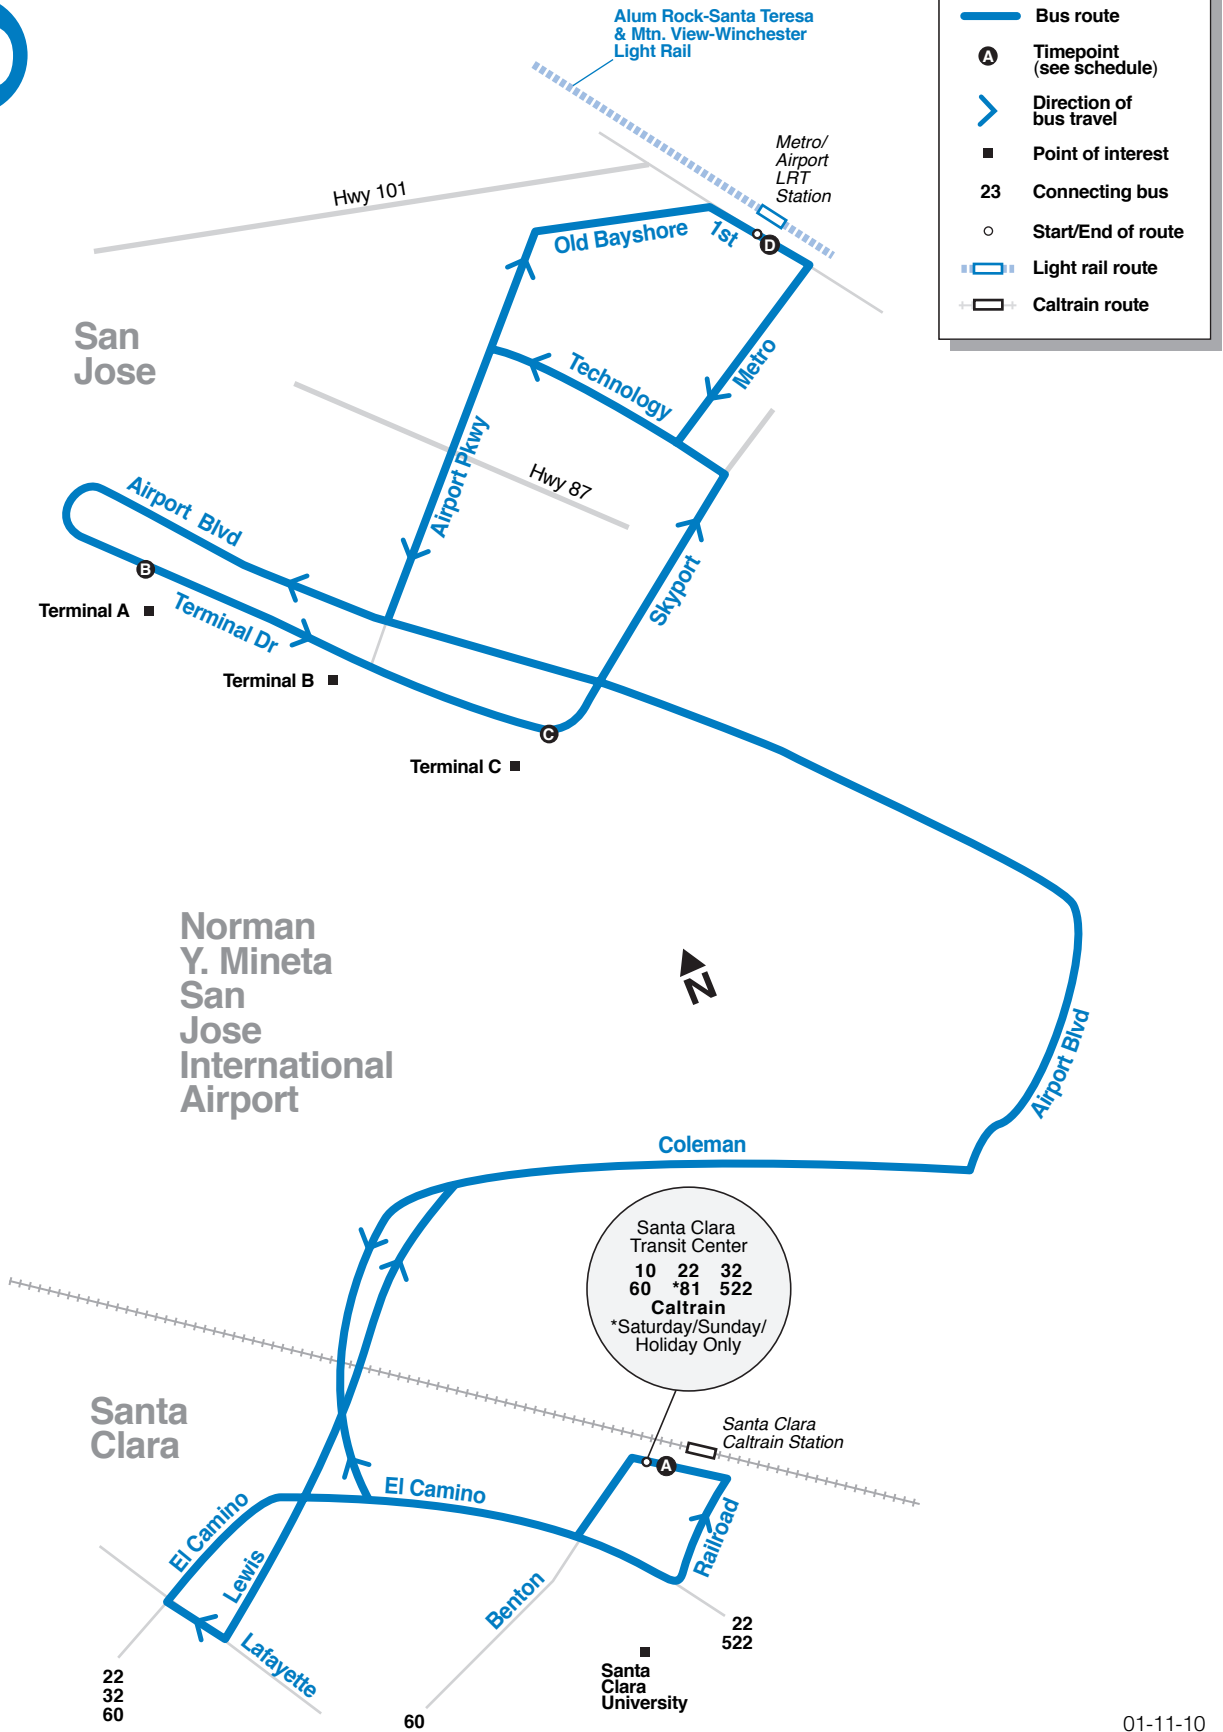 Alum Rock-Santa Teresa
& Mtn. View-Winchester
Light Rail
Bus route
A
Timepoint
(see schedule)
Direction of
bus travel
Point of interest
23
Connecting bus
Start/End of route
Light rail route
Caltrain route
Metro/
Airport
LRT
Station
Hwy 101
Old Bayshore
1st
D
San
Jose
Technology
Metro
Airport Pkwy
Hwy 87
Airport Blvd
B
Skyport
Terminal A
Terminal Dr
Terminal B
C
Terminal C
Norman
Y. Mineta
San
Jose
International
Airport
N
Airport Blvd
Coleman
Santa Clara
Transit Center
10 22 32
60 *81 522
Caltrain
*Saturday/Sunday/
Holiday Only
Santa
Clara
Santa Clara
Caltrain Station
A
El Camino
El Camino
Lewis
Railroad
Benton
Lafayette
22
522
Santa
Clara
University
22
32
60
60
01-11-10